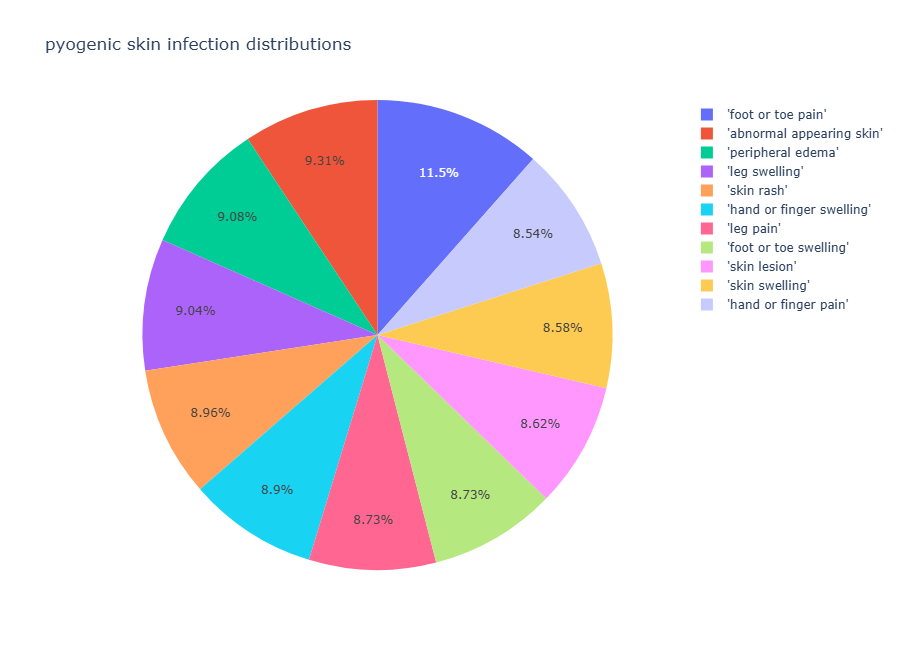 pyogenic skin infection distributions
11.5%
9.31%
9.08%
9.04%
8.96%
8.9%
8.73%
8.73%
8.62%
8.58%
8.54%
'foot or toe pain'
'abnormal appearing skin'
'peripheral edema'
'leg swelling'
'skin rash'
'hand or finger swelling'
'leg pain'
'foot or toe swelling'
'skin lesion'
'skin swelling'
'hand or finger pain'